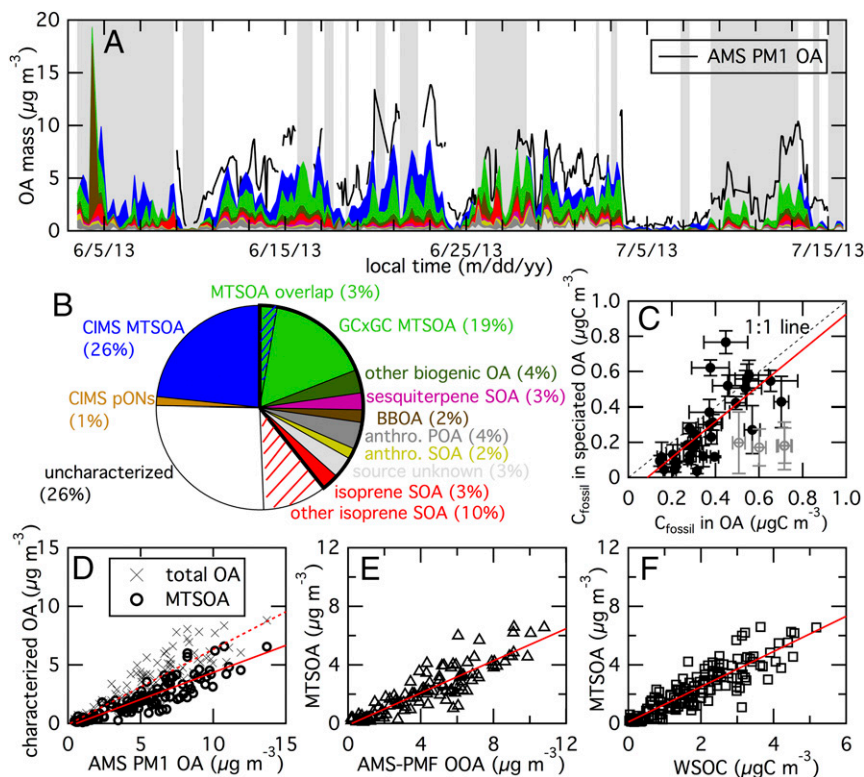 A
AMS PM1 OA
20
15
10
5
0
OA mass (µg m⁻³)
6/5/13
6/15/13
6/25/13
7/5/13
7/15/13
local time (m/dd/yy)
B
MTSOA overlap (3%)
CIMS MTSOA
(26%)
GCxGC MTSOA
(19%)
other biogenic OA (4%)
sesquiterpene SOA (3%)
BBOA (2%)
anthro. POA (4%)
anthro. SOA (2%)
source unknown (3%)
isoprene SOA (3%)
other isoprene SOA (10%)
CIMS pONs
(1%)
uncharacterized
(26%)
C
1:1 line
1.0
0.8
0.6
0.4
0.2
0
C fossil in speciated OA (µgC m⁻³)
0
0.2
0.4
0.6
0.8
1.0
C fossil in OA (µgC m⁻³)
D
total OA
MTSOA
15
10
5
0
characterized OA (µg m⁻³)
0
5
10
15
AMS PM1 OA (µg m⁻³)
E
12
8
4
0
MTSOA (µg m⁻³)
0
4
8
12
AMS-PMF OOA (µg m⁻³)
F
12
8
4
0
MTSOA (µg m⁻³)
0
2
4
6
WSOC (µgC m⁻³)